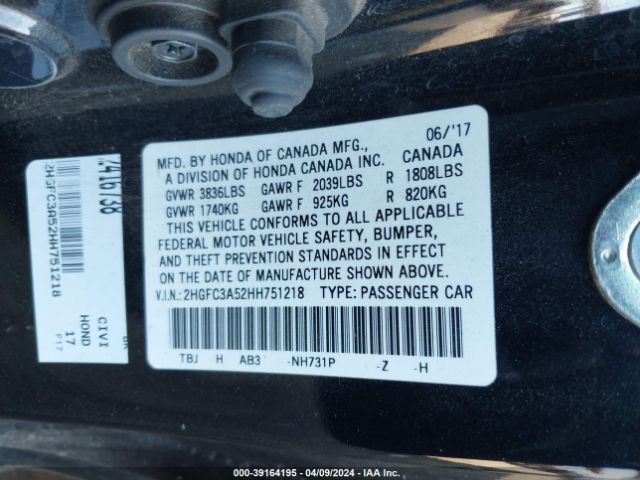 06/'17
MFD. BY HONDA OF CANADA MFG., CANADA
A DIVISION OF HONDA CANADA INC.
GVWR 3836LBS GAWR F 2039LBS R 1808LBS
GVWR 1740KG GAWR F 925KG R 820KG
THIS VEHICLE CONFORMS TO ALL APPLICABLE
FEDERAL MOTOR VEHICLE SAFETY, BUMPER,
AND THEFT PREVENTION STANDARDS IN EFFECT
ON THE DATE OF MANUFACTURE SHOWN ABOVE.
V.I.N.: 2HGFC3A52HH751218 TYPE: PASSENGER CAR
TBJ H AB3 -NH731P -Z -H
2HGFC3A52HH751218
CIVI
HOND
17
000-39164195 - 04/09/2024 - IAA Inc.